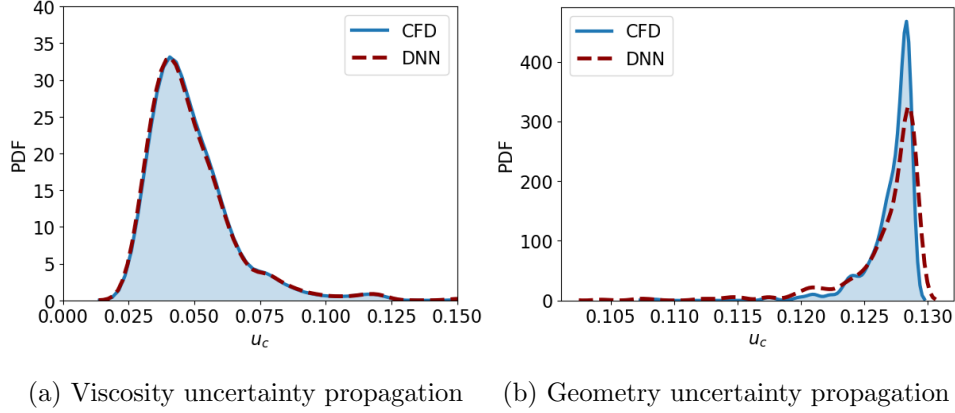 40
35
30
25
20
15
10
5
0
PDF
CFD
DNN
0.000 0.025 0.050 0.075 0.100 0.125 0.150
u_c
400
300
200
100
0
PDF
CFD
DNN
0.105 0.110 0.115 0.120 0.125 0.130
u_c
(a) Viscosity uncertainty propagation
(b) Geometry uncertainty propagation